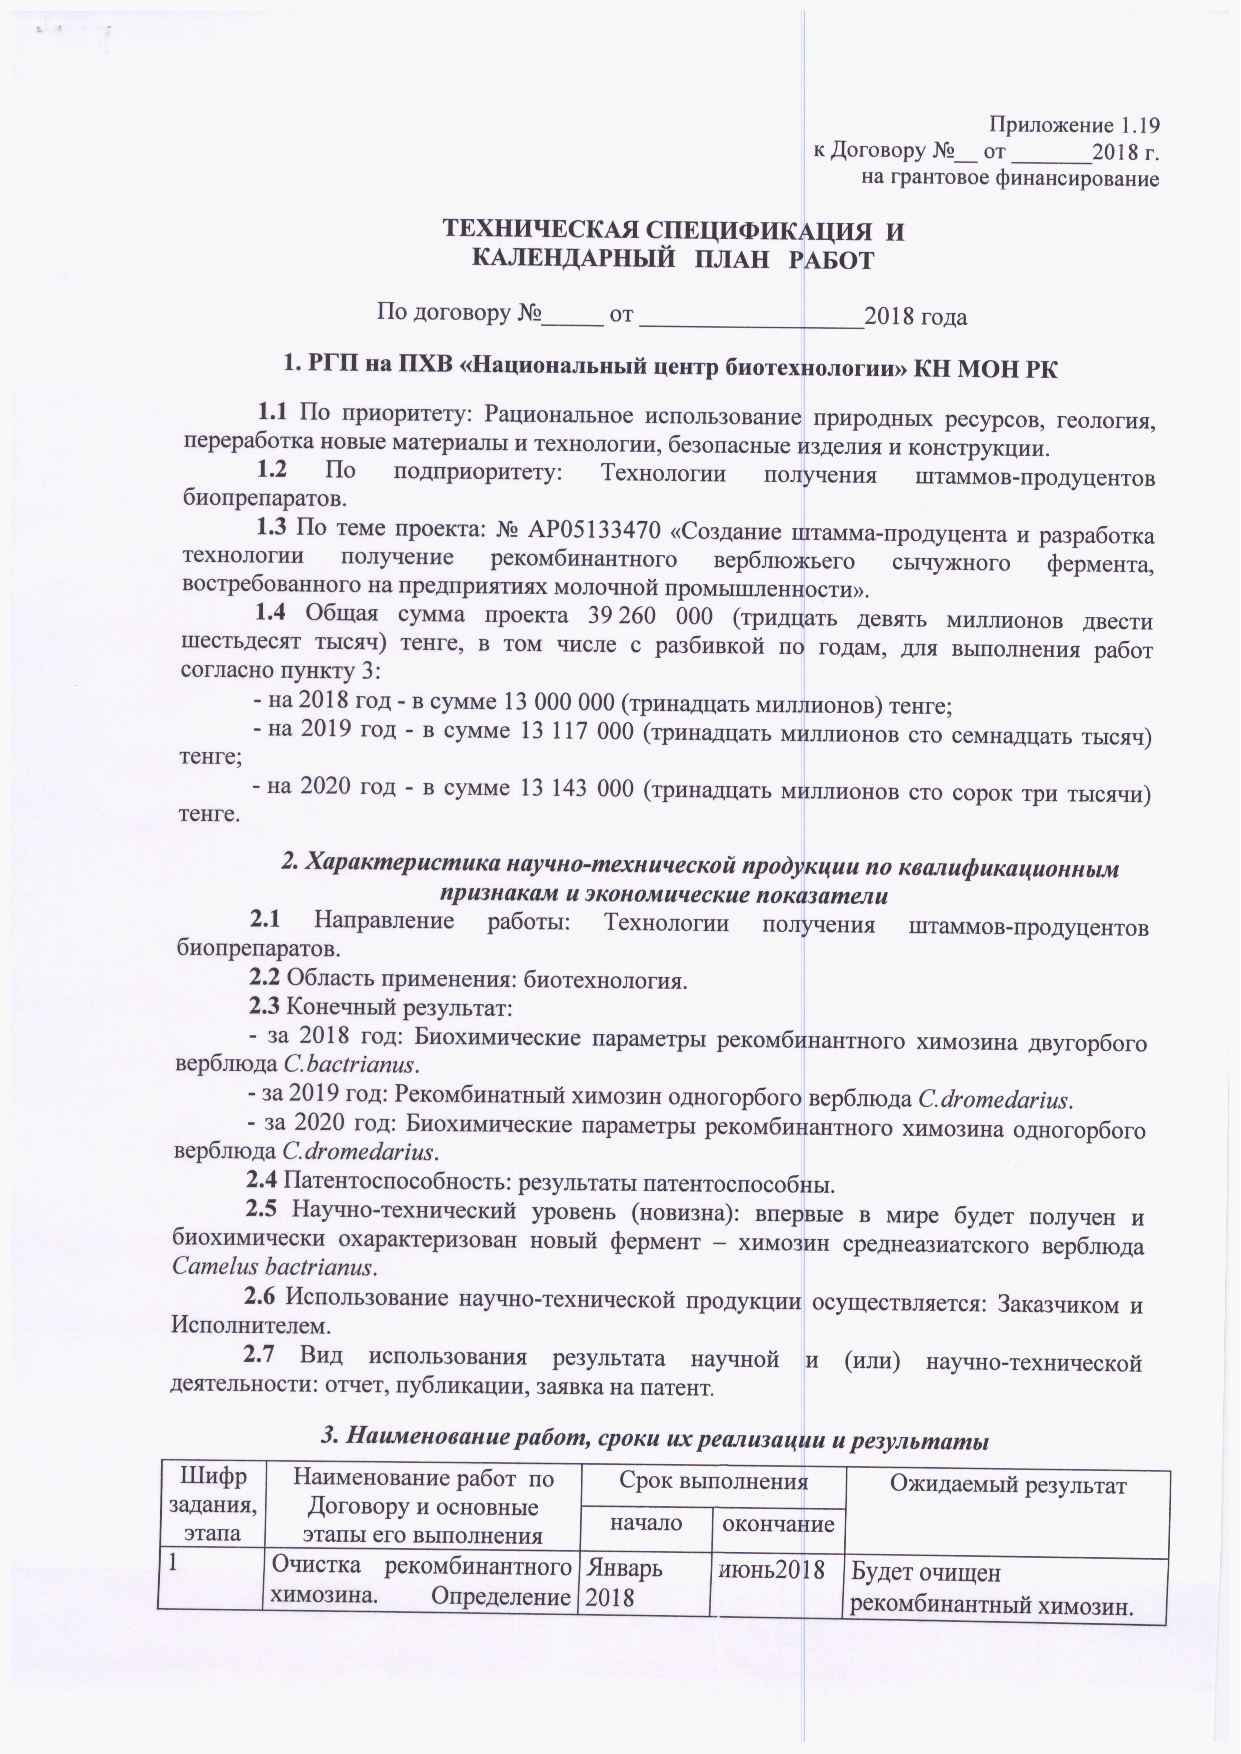 Приложение 1.19
к Договору №__ от _______2018 г.
на грантовое финансирование
ТЕХНИЧЕСКАЯ СПЕЦИФИКАЦИЯ И
КАЛЕНДАРНЫЙ ПЛАН РАБОТ
По договору №_____ от __________________2018 года
1. РГП на ПХВ «Национальный центр биотехнологии» КН МОН РК
1.1 По приоритету: Рациональное использование природных ресурсов, геология,
переработка новые материалы и технологии, безопасные изделия и конструкции.
1.2 По подприоритету: Технологии получения штаммов-продуцентов
биопрепаратов.
1.3 По теме проекта: № АР05133470 «Создание штамма-продуцента и разработка
технологии получение рекомбинантного верблюжьего сычужного фермента,
востребованного на предприятиях молочной промышленности».
1.4 Общая сумма проекта 39 260 000 (тридцать девять миллионов двести
шестьдесят тысяч) тенге, в том числе с разбивкой по годам, для выполнения работ
согласно пункту 3:
- на 2018 год - в сумме 13 000 000 (тринадцать миллионов) тенге;
- на 2019 год - в сумме 13 117 000 (тринадцать миллионов сто семнадцать тысяч)
тенге;
- на 2020 год - в сумме 13 143 000 (тринадцать миллионов сто сорок три тысячи)
тенге.
2. Характеристика научно-технической продукции по квалификационным
признакам и экономические показатели
2.1 Направление работы: Технологии получения штаммов-продуцентов
биопрепаратов.
2.2 Область применения: биотехнология.
2.3 Конечный результат:
- за 2018 год: Биохимические параметры рекомбинантного химозина двугорбого
верблюда C.bactrianus.
- за 2019 год: Рекомбинатный химозин одногорбого верблюда C.dromedarius.
- за 2020 год: Биохимические параметры рекомбинантного химозина одногорбого
верблюда C.dromedarius.
2.4 Патентоспособность: результаты патентоспособны.
2.5 Научно-технический уровень (новизна): впервые в мире будет получен и
биохимически охарактеризован новый фермент – химозин среднеазиатского верблюда
Camelus bactrianus.
2.6 Использование научно-технической продукции осуществляется: Заказчиком и
Исполнителем.
2.7 Вид использования результата научной и (или) научно-технической
деятельности: отчет, публикации, заявка на патент.
3. Наименование работ, сроки их реализации и результаты
Шифр задания, этапа
Наименование работ по Договору и основные этапы его выполнения
Срок выполнения
Ожидаемый результат
начало
окончание
1
Очистка рекомбинантного
химозина. Определение
Январь
2018
июнь2018
Будет очищен
рекомбинантный химозин.